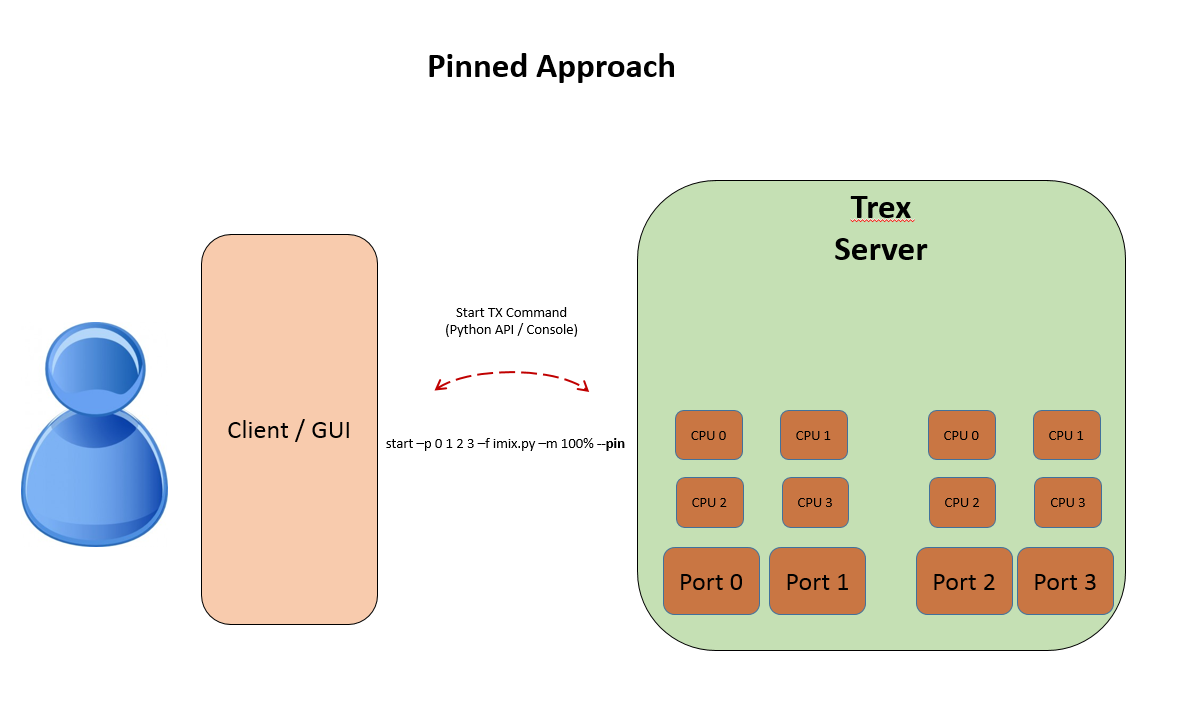 Pinned Approach
Trex
Server
Start TX Command
(Python API / Console)
Client / GUI
start –p 0 1 2 3 –f imix.py –m 100% --pin
CPU 0 CPU 1 CPU 0 CPU 1
CPU 2 CPU 3 CPU 2 CPU 3
Port 0 Port 1 Port 2 Port 3